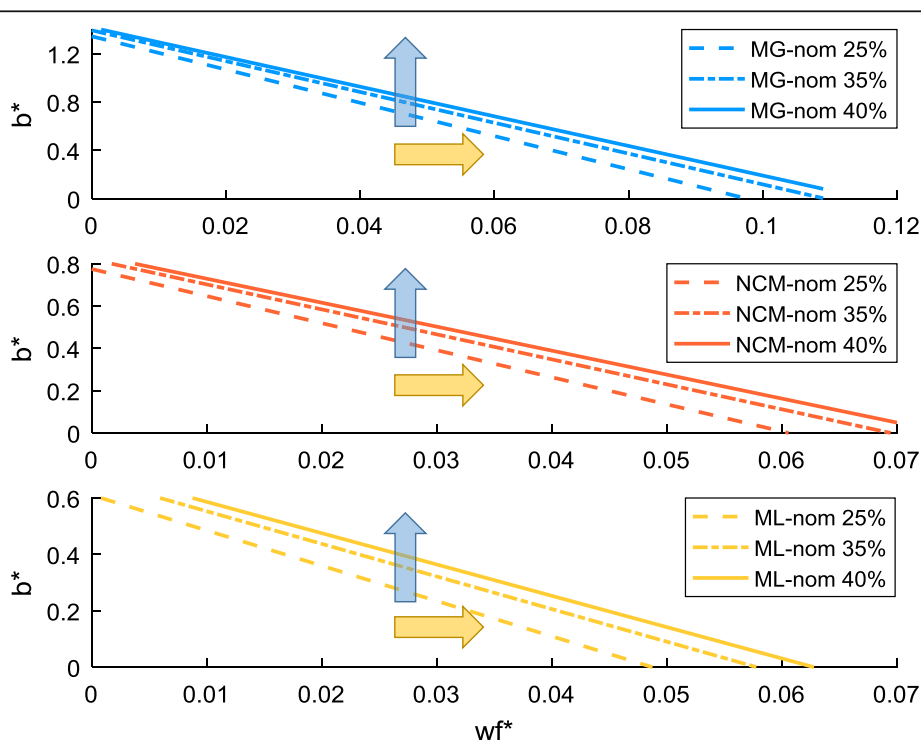 b*
1.2
0.8
0.4
0
0 0.02 0.04 0.06 0.08 0.1 0.12
MG-nom 25%
MG-nom 35%
MG-nom 40%
b*
0.8
0.6
0.4
0.2
0
0 0.01 0.02 0.03 0.04 0.05 0.06 0.07
NCM-nom 25%
NCM-nom 35%
NCM-nom 40%
b*
0.6
0.4
0.2
0
0 0.01 0.02 0.03 0.04 0.05 0.06 0.07
ML-nom 25%
ML-nom 35%
ML-nom 40%
wf*